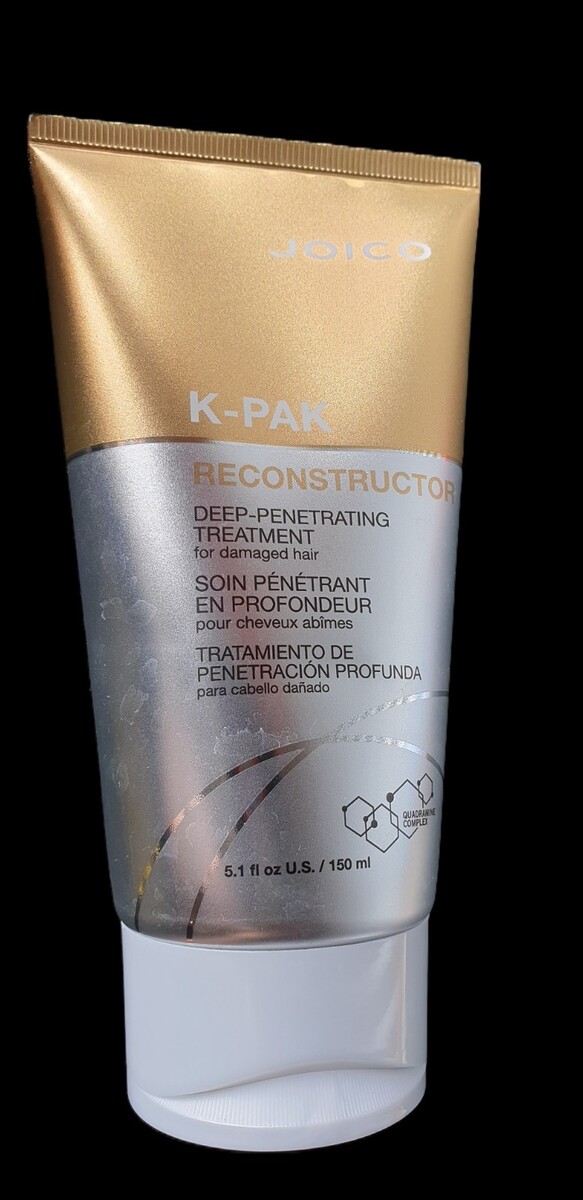 JOICO
K-PAK
RECONSTRUCTOR
DEEP-PENETRATING
TREATMENT
for damaged hair
SOIN PÉNÉTRANT
EN PROFONDEUR
pour cheveux abîmes
TRATAMIENTO DE
PENETRACIÓN PROFUNDA
para cabello dañado
QUADRAMINE
COMPLEX
5.1 fl oz U.S. / 150 ml